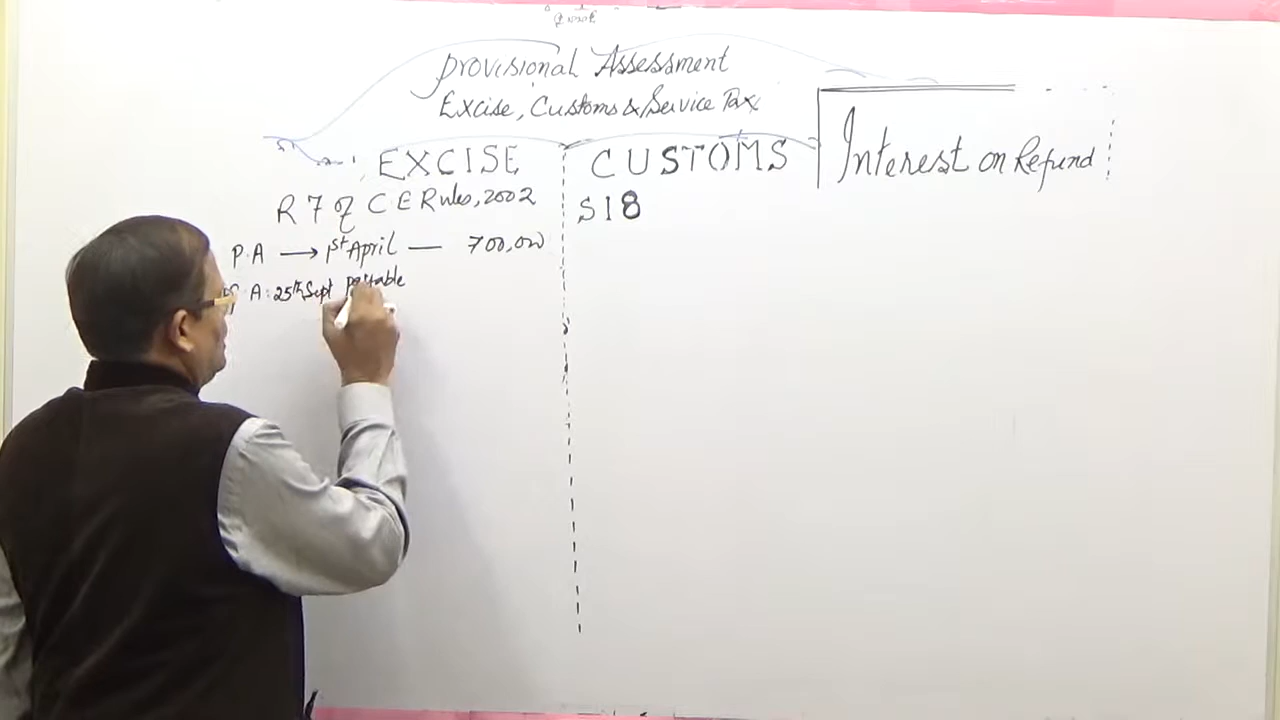 Provisional Assessment
Excise, Customs & Service Tax
EXCISE
R 7 of C E Rules, 2002
P.A → 1st April — 700,000
F.A: 25th Sept Payable
CUSTOMS
S18
Interest on Refund